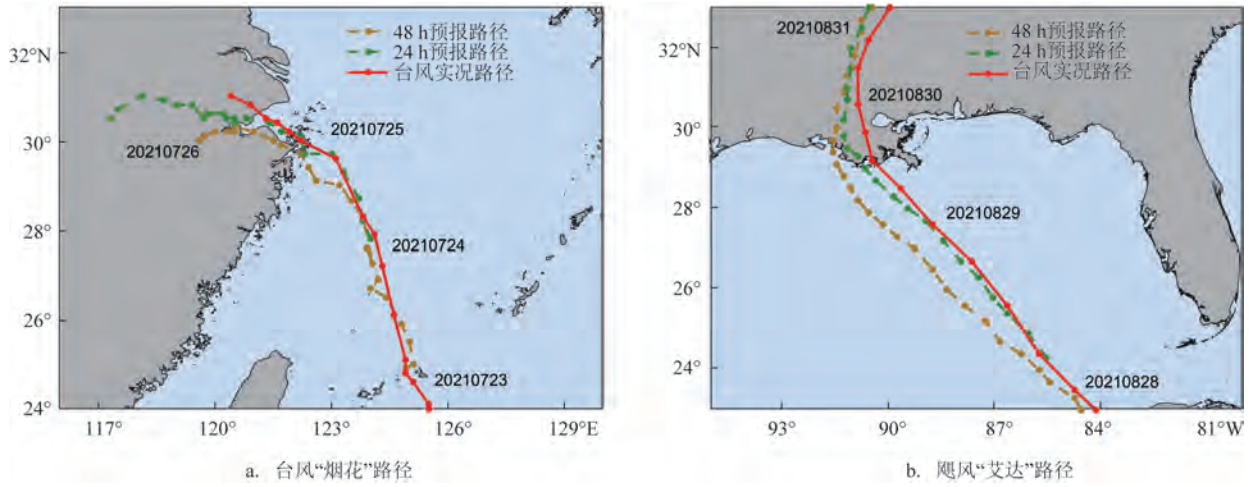 48 h预报路径
24 h预报路径
台风实况路径
32°N
30°
28°
26°
24°
20210725
20210726
20210724
20210723
117°
120°
123°
126°
129°E
a. 台风“烟花”路径
20210831
48 h预报路径
24 h预报路径
台风实况路径
32°N
30°
28°
26°
24°
20210830
20210829
20210828
93°
90°
87°
84°
81°W
b. 飓风“艾达”路径